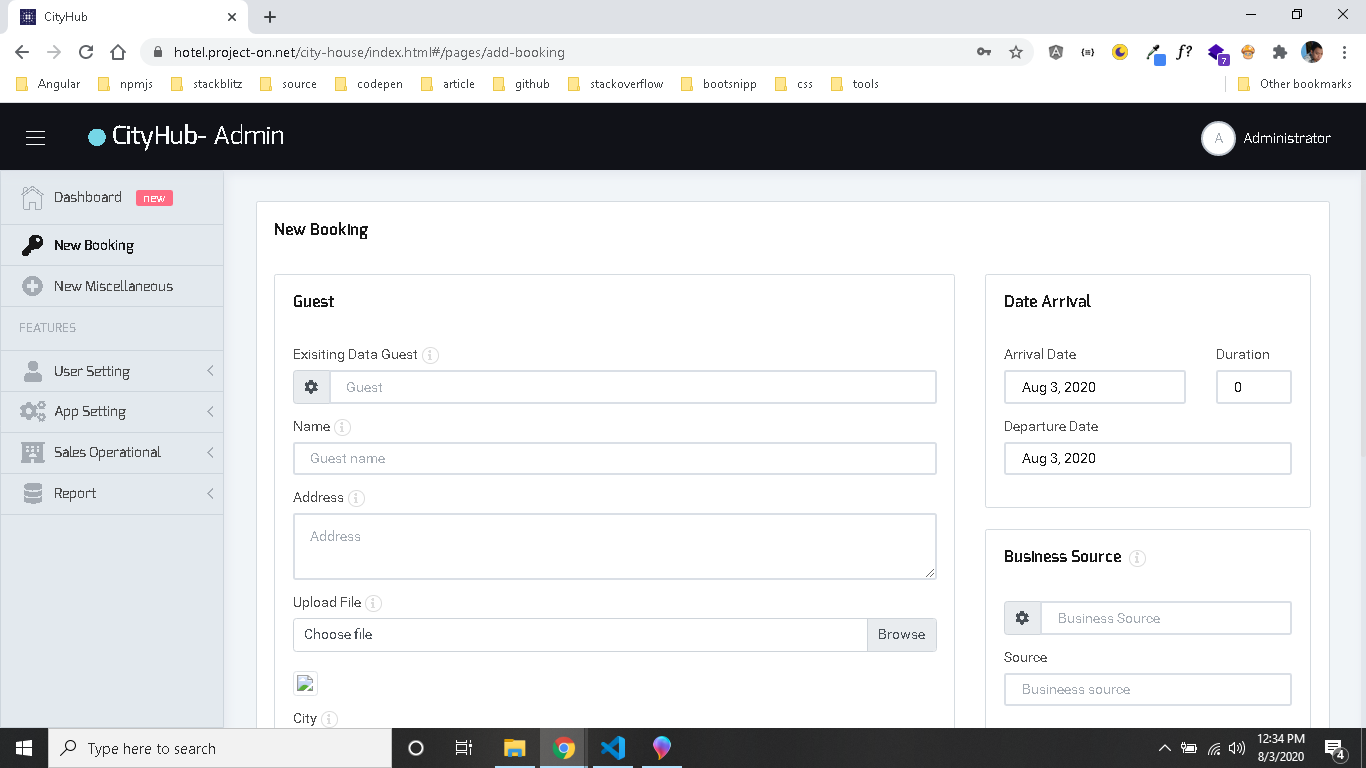 CityHub
hotel.project-on.net/city-house/index.html#/pages/add-booking
f?
7
Angular
npmjs
stackblitz
source
codepen
article
github
stackoverflow
bootsnipp
css
tools
Other bookmarks
CityHub- Admin
A
Administrator
Dashboard
new
New Booking
New Miscellaneous
FEATURES
User Setting
App Setting
Sales Operational
Report
New Booking
Guest
Exisiting Data Guest
Guest
Name
Guest name
Address
Address
Upload File
Choose file
Browse
City
Date Arrival
Arrival Date
Duration
Aug 3, 2020
0
Departure Date
Aug 3, 2020
Business Source
Business Source
Source
Busineess source
Type here to search
12:34 PM
8/3/2020
4